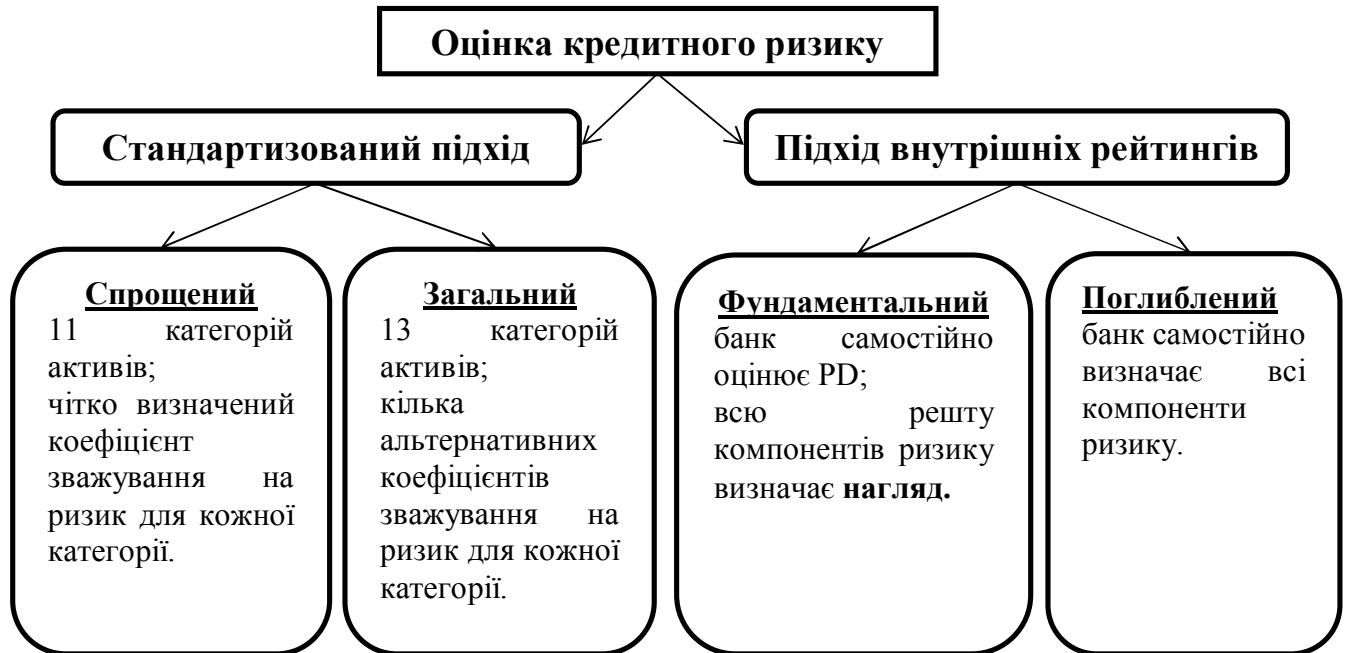 Оцінка кредитного ризику
Стандартизований підхід
Підхід внутрішніх рейтингів
Спрощений
11 категорій
активів;
чітко визначений
коефіцієнт
зважування на
ризик для кожної
категорії.
Загальний
13 категорій
активів;
кілька
альтернативних
коефіцієнтів
зважування на
ризик для кожної
категорії.
Фундаментальний
банк самостійно
оцінює PD;
всю решту
компонентів ризику
визначає нагляд.
Поглиблений
банк самостійно
визначає всі
компоненти
ризику.